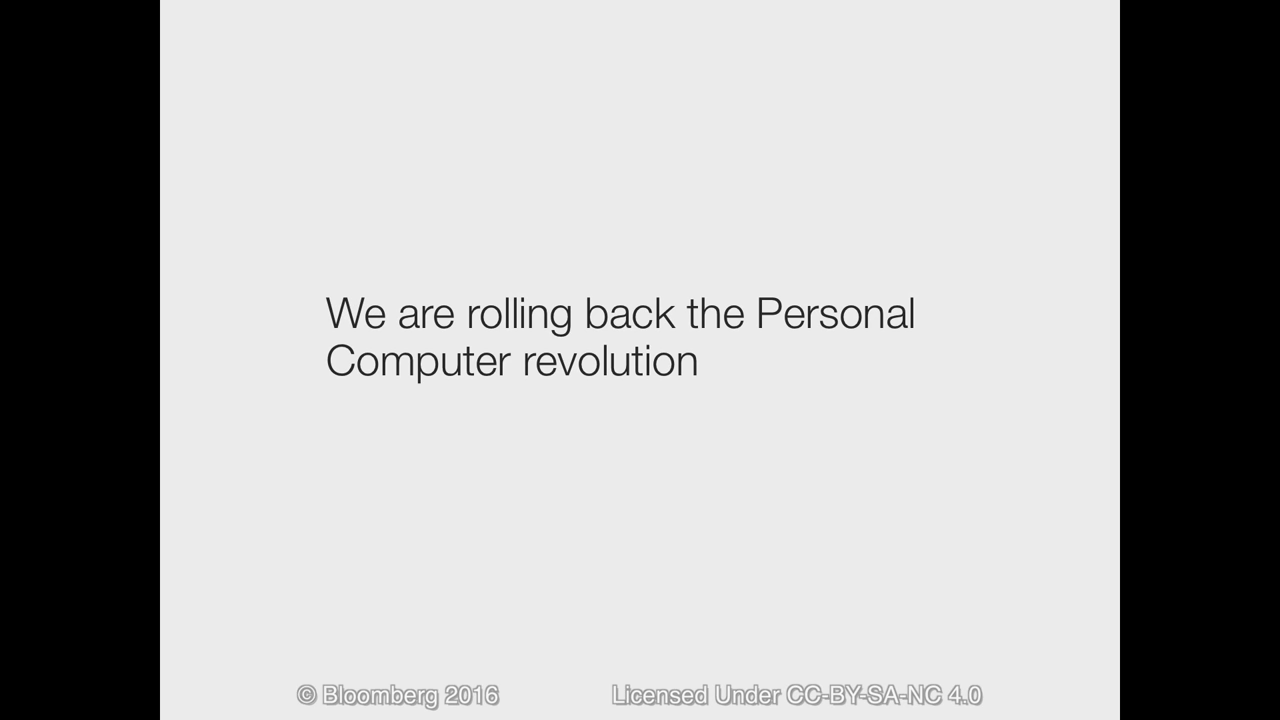 We are rolling back the Personal
Computer revolution
© Bloomberg 2016
Licensed Under CC-BY-SA-NC 4.0